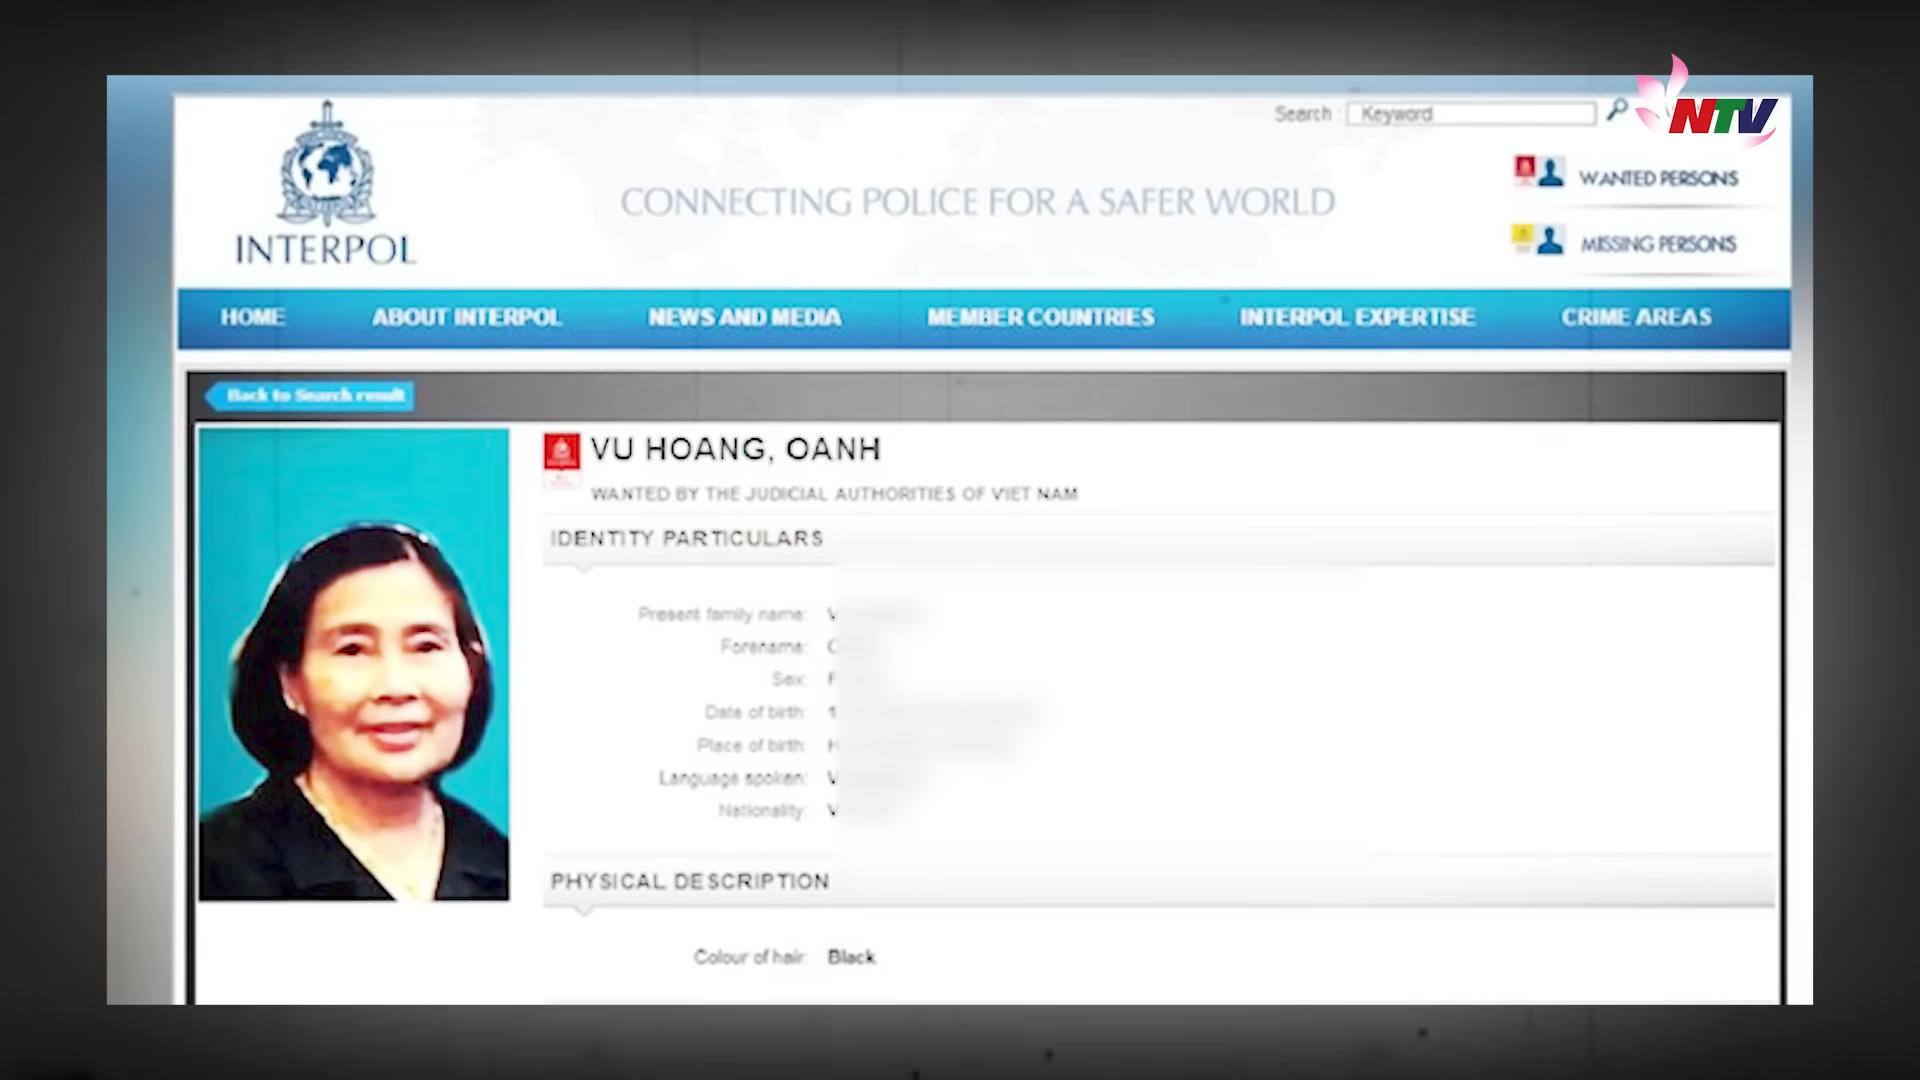 NTV
Search : Keyword
WANTED PERSONS
CONNECTING POLICE FOR A SAFER WORLD
MISSING PERSONS
INTERPOL
HOME ABOUT INTERPOL NEWS AND MEDIA MEMBER COUNTRIES INTERPOL EXPERTISE CRIME AREAS
Back to Search result
VU HOANG, OANH
WANTED BY THE JUDICIAL AUTHORITIES OF VIET NAM
IDENTITY PARTICULARS
Present family name:
Forename:
Sex:
Date of birth:
Place of birth:
Language spoken:
Nationality:
PHYSICAL DESCRIPTION
Colour of hair: Black